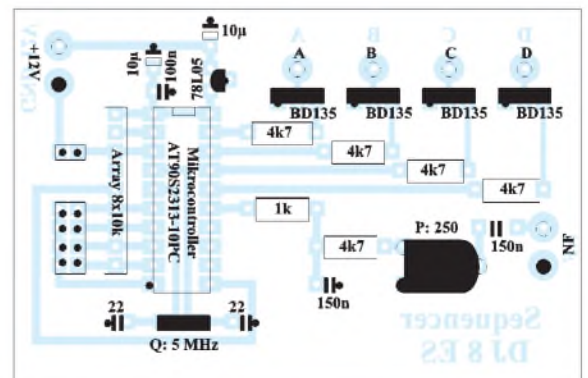 10µ
+12V
10µ
100n
78L05
A
B
C
D
A
B
C
D
BD135
BD135
BD135
BD135
4k7
4k7
4k7
4k7
Array 8x10k
Mikrocontroller
AT90S2313-10PC
1k
4k7
P: 250
150n
NF
150n
22
22
Q: 5 MHz
Sequencer
DJ 8 ES